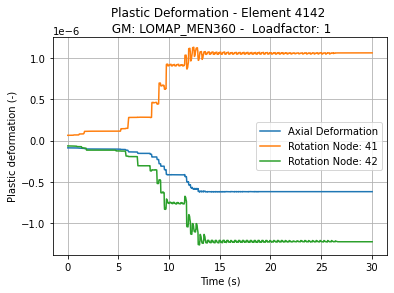 Plastic Deformation - Element 4142
GM: LOMAP_MEN360 - Loadfactor: 1
1e−6
1.0
0.5
0.0
−0.5
−1.0
Plastic deformation (-)
Axial Deformation
Rotation Node: 41
Rotation Node: 42
0 5 10 15 20 25 30
Time (s)